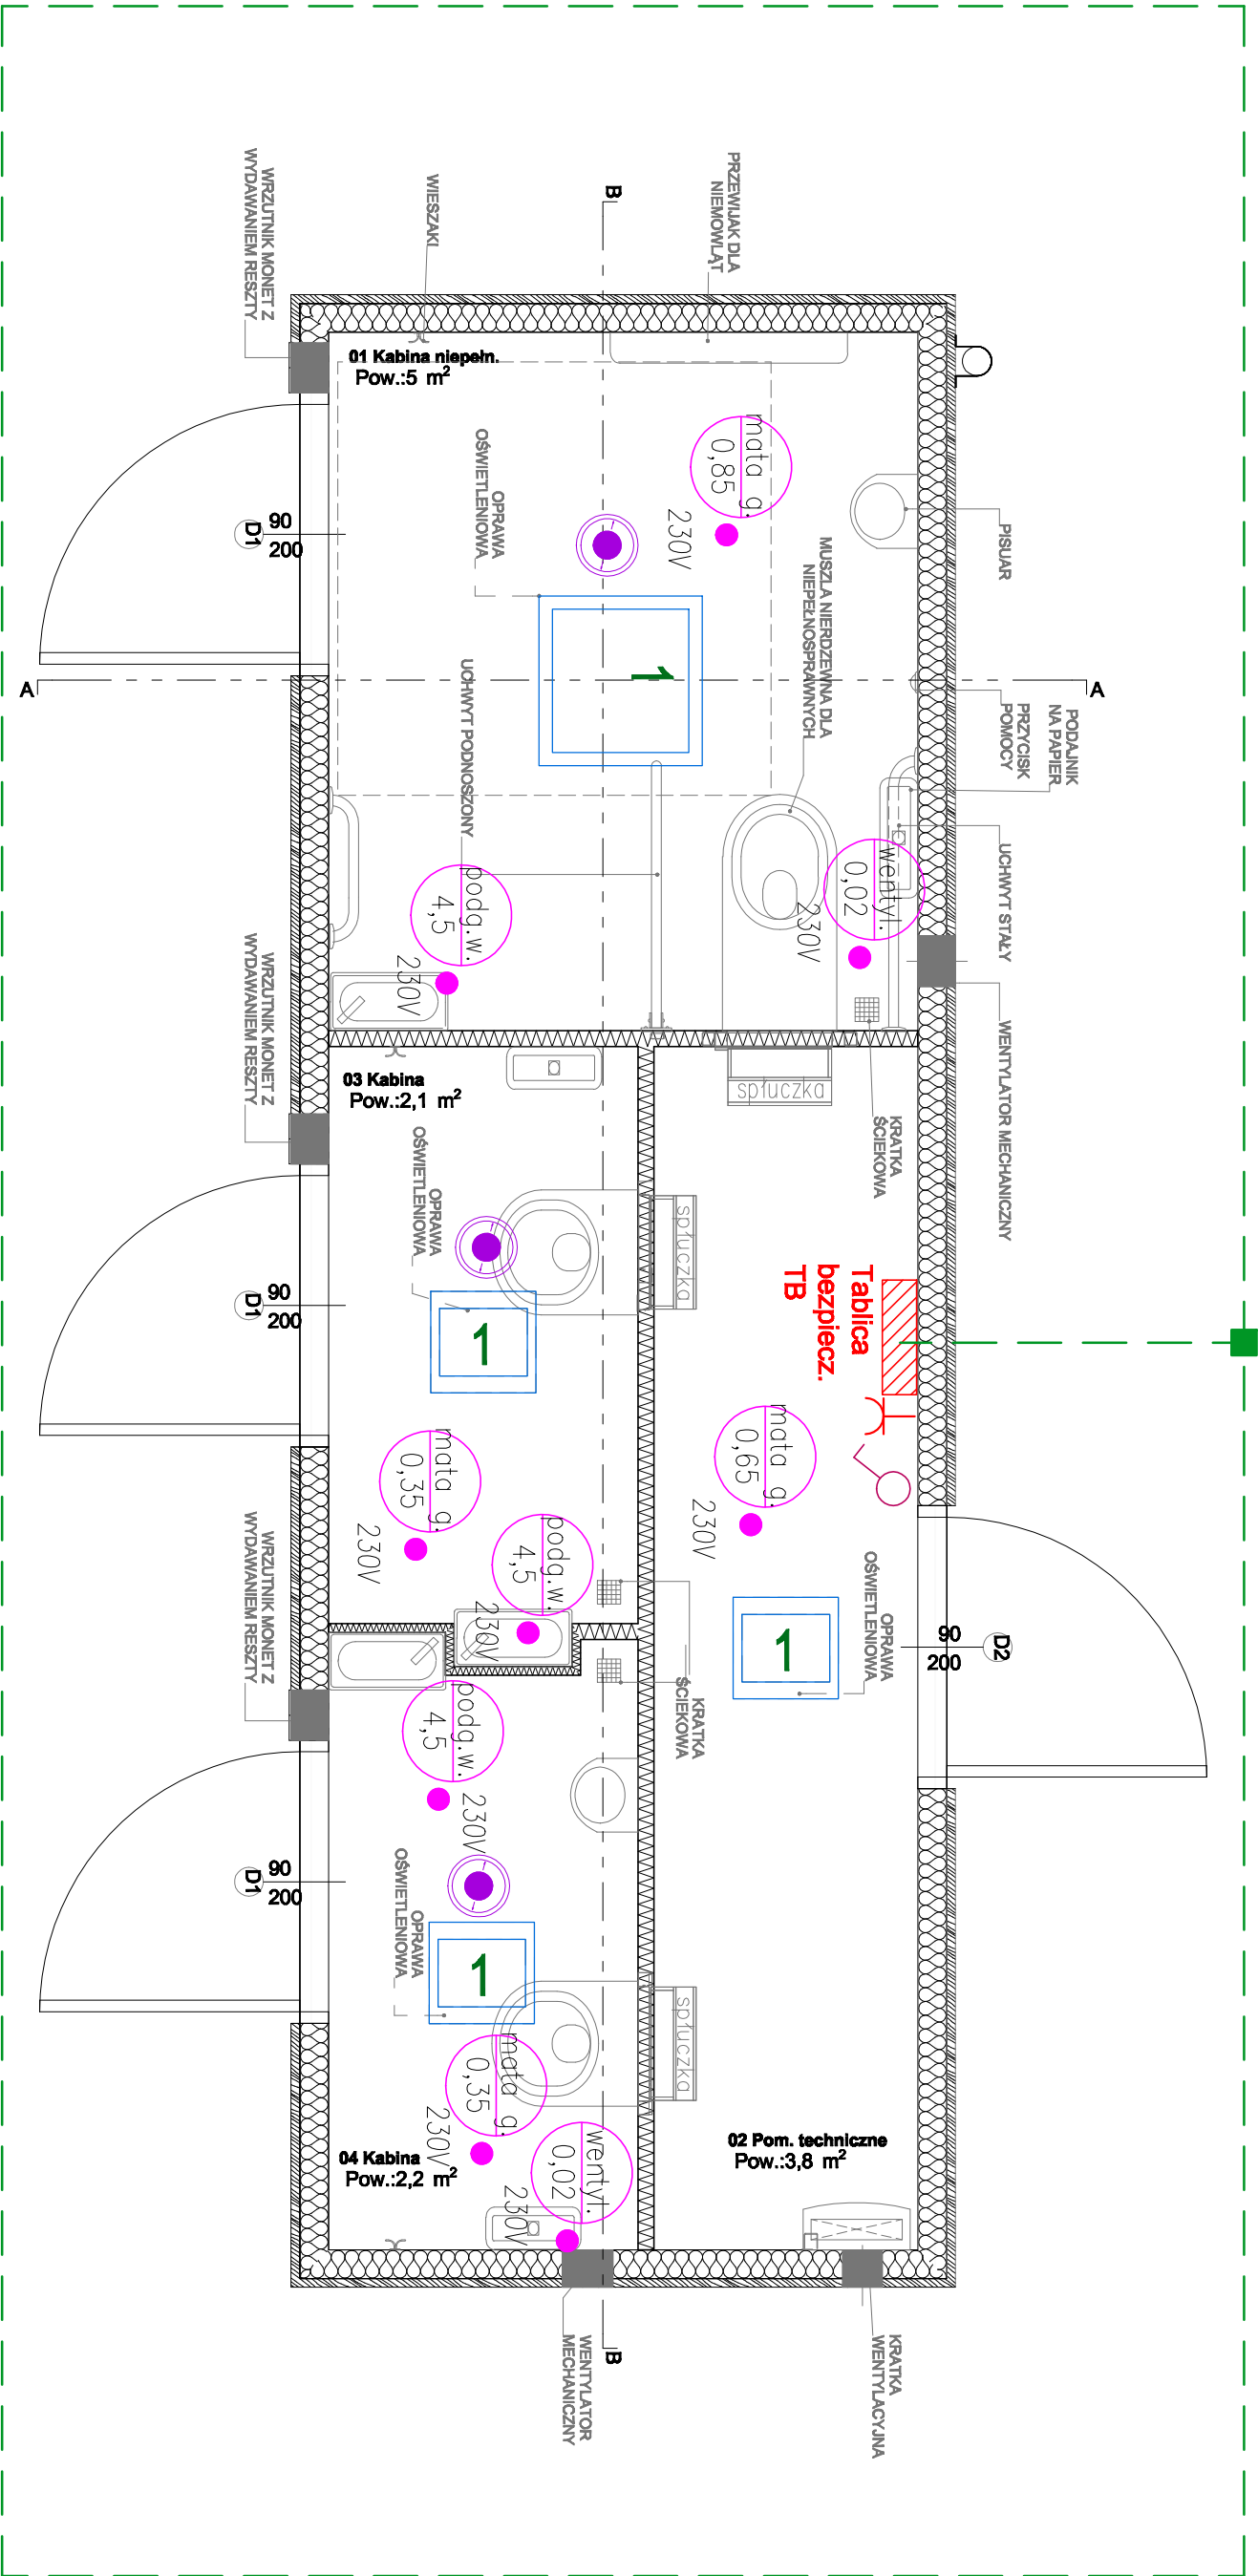 PRZEWIJAK DLA
NIEMOWLĄT
B
WIESZAKI
WRZUTNIK MONET Z
WYDAWANIEM RESZTY
01 Kabina niepełn.
Pow.:5 m²
mata g.
0,85
230V
OPRAWA
OŚWIETLENIOWA
PISUAR
MUSZLA NIERDZEWNA DLA
NIEPEŁNOSPRAWNYCH
D1
90
200
1
A
A
PODAJNIK
NA PAPIER
PRZYCISK
POMOCY
UCHWYT PODNOSZONY
UCHWYT STAŁY
wentyl.
0,02
230V
podg.w.
4,5
230V
WENTYLATOR MECHANICZNY
WRZUTNIK MONET Z
WYDAWANIEM RESZTY
03 Kabina
Pow.:2,1 m²
spłuczka
KRATKA
ŚCIEKOWA
OPRAWA
OŚWIETLENIOWA
spłuczka
D1
90
200
1
Tablica
bezpiecz.
TB
mata g.
0,35
230V
mata g.
0,65
230V
podg.w.
4,5
230V
WRZUTNIK MONET Z
WYDAWANIEM RESZTY
OPRAWA
OŚWIETLENIOWA
1
D2
90
200
KRATKA
ŚCIEKOWA
podg.w.
4,5
230V
D1
90
200
OPRAWA
OŚWIETLENIOWA
1
spłuczka
mata g.
0,35
230V
wentyl.
0,02
230V
04 Kabina
Pow.:2,2 m²
02 Pom. techniczne
Pow.:3,8 m²
B
WENTYLATOR
MECHANICZNY
KRATKA
WENTYLACYJNA